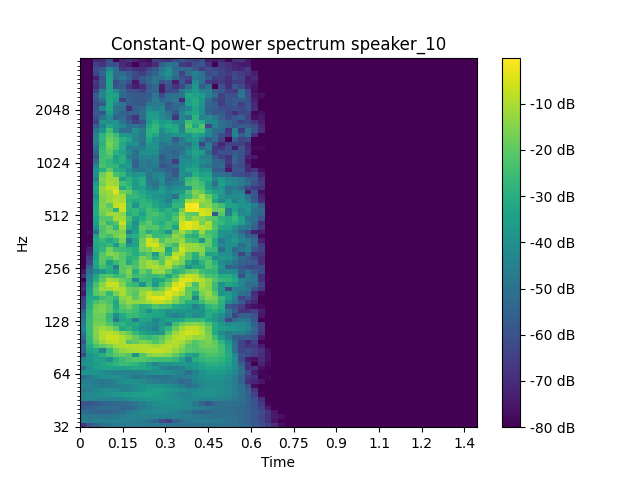 Constant-Q power spectrum speaker_10
Hz
2048
1024
512
256
128
64
32
0 0.15 0.3 0.45 0.6 0.75 0.9 1.1 1.2 1.4
Time
-10 dB
-20 dB
-30 dB
-40 dB
-50 dB
-60 dB
-70 dB
-80 dB